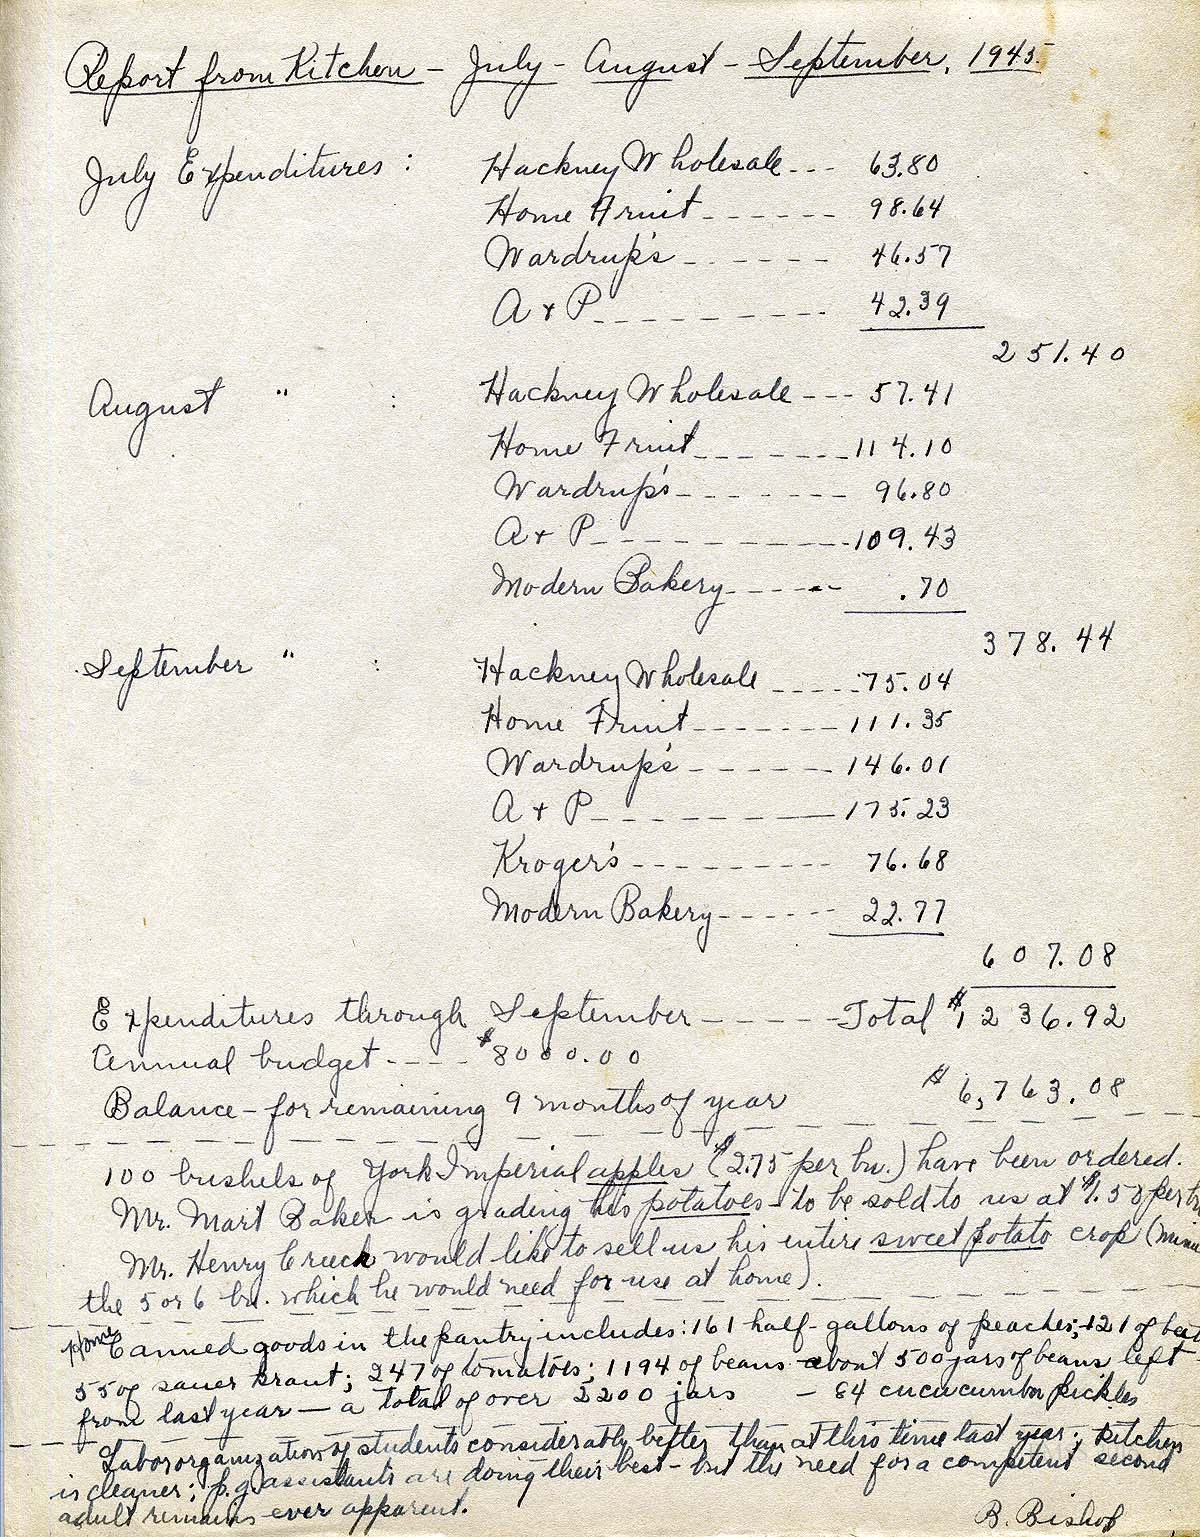 Report from Kitchen - July - August - September, 1945.
July Expenditures : Hackney Wholesale --- 63.80
Home Fruit ------ 98.64
Wardrup's ------ 46.57
A & P --------- 42.39
251.40
August " : Hackney Wholesale --- 57.41
Home Fruit ------- 114.10
Wardrup's ------- 96.80
A & P ---------- 109.43
Modern Bakery ------ .70
378.44
September " : Hackney Wholesale ----- 75.04
Home Fruit ------- 111.35
Wardrup's ------ 146.01
A & P -------- 175.23
Kroger's --------- 76.68
Modern Bakery ------ 22.77
607.08
Expenditures through September ----- Total $1236.92
Annual budget ---- $8000.00
Balance - for remaining 9 months of year $6,763.08
100 bushels of York Imperial apples ($2.75 per bu.) have been ordered.
Mr. Mart Baker is grading his potatoes - to be sold to us at $1.50 per
Mr. Henry Creech would like to sell us his entire sweet potato crop (minus
the 5 or 6 bu. which he would need for use at home).
Home Canned goods in the pantry includes: 161 half-gallons of peaches; 121 of
55 of sauer kraut; 247 of tomatoes; 1194 of beans - about 500 jars of beans left
from last year - a total of over 2200 jars - 84 cucucumber pickles
Labor organization of students considerably better than at this time last year; kitchen
is cleaner; p.g. assistants are doing their best - but the need for a competent second
adult remains ever apparent.
B. Bishop